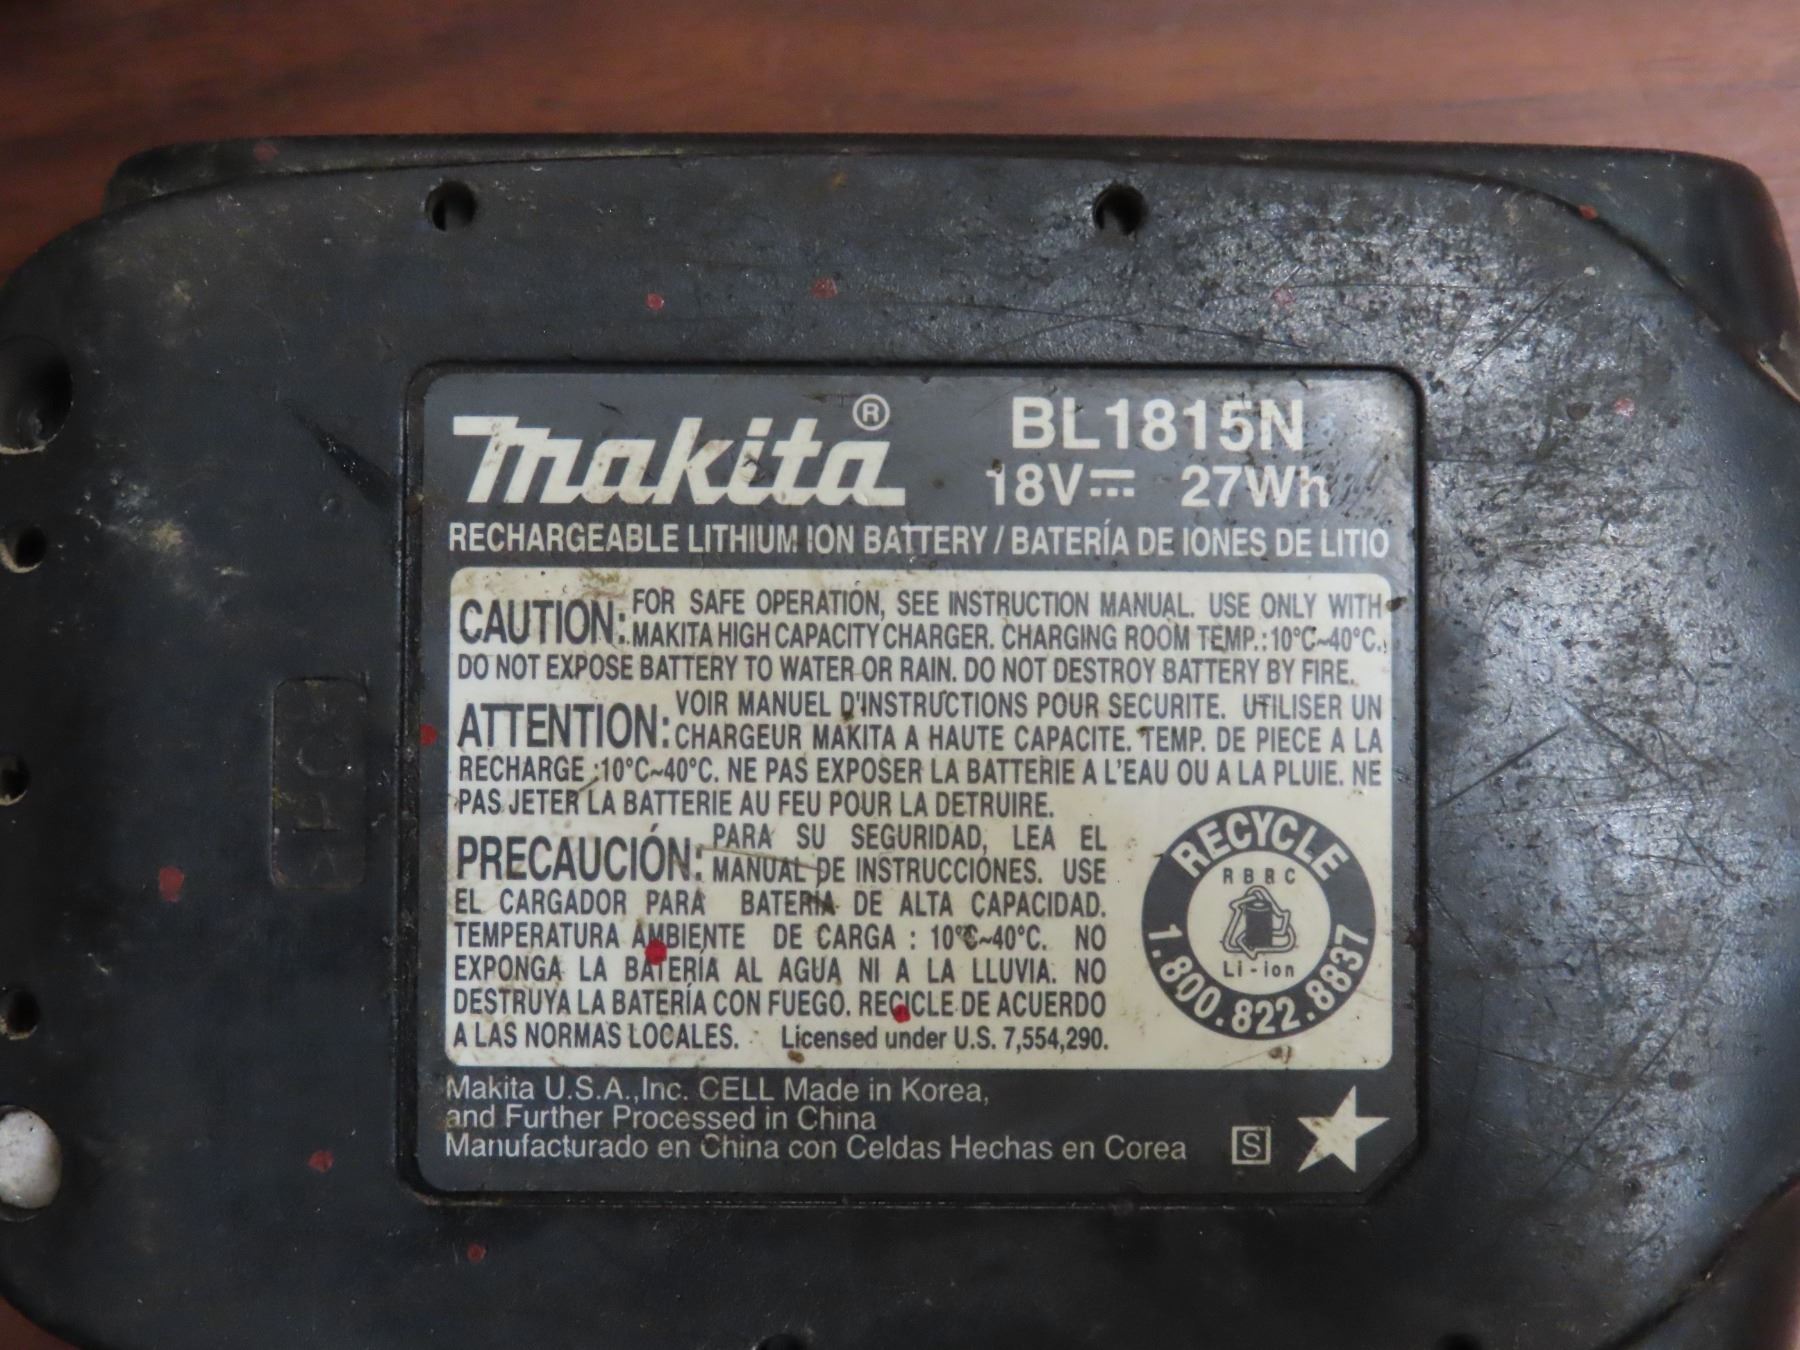 makita®
BL1815N
18V⎓ 27Wh
RECHARGEABLE LITHIUM ION BATTERY / BATERÍA DE IONES DE LITIO
CAUTION: FOR SAFE OPERATION, SEE INSTRUCTION MANUAL. USE ONLY WITH
MAKITA HIGH CAPACITY CHARGER. CHARGING ROOM TEMP.: 10°C~40°C.
DO NOT EXPOSE BATTERY TO WATER OR RAIN. DO NOT DESTROY BATTERY BY FIRE.
ATTENTION: VOIR MANUEL D'INSTRUCTIONS POUR SECURITE. UTILISER UN
CHARGEUR MAKITA A HAUTE CAPACITE. TEMP. DE PIECE A LA
RECHARGE :10°C~40°C. NE PAS EXPOSER LA BATTERIE A L'EAU OU A LA PLUIE. NE
PAS JETER LA BATTERIE AU FEU POUR LA DETRUIRE.
PRECAUCIÓN: PARA SU SEGURIDAD, LEA EL
MANUAL DE INSTRUCCIONES. USE
EL CARGADOR PARA BATERIA DE ALTA CAPACIDAD.
TEMPERATURA AMBIENTE DE CARGA : 10°C~40°C. NO
EXPONGA LA BATERÍA AL AGUA NI A LA LLUVIA. NO
DESTRUYA LA BATERÍA CON FUEGO. RECICLE DE ACUERDO
A LAS NORMAS LOCALES. Licensed under U.S. 7,554,290.
RECYCLE
RBRC
Li-ion
1.800.822.8837
Makita U.S.A.,Inc. CELL Made in Korea,
and Further Processed in China
Manufacturado en China con Celdas Hechas en Corea
S